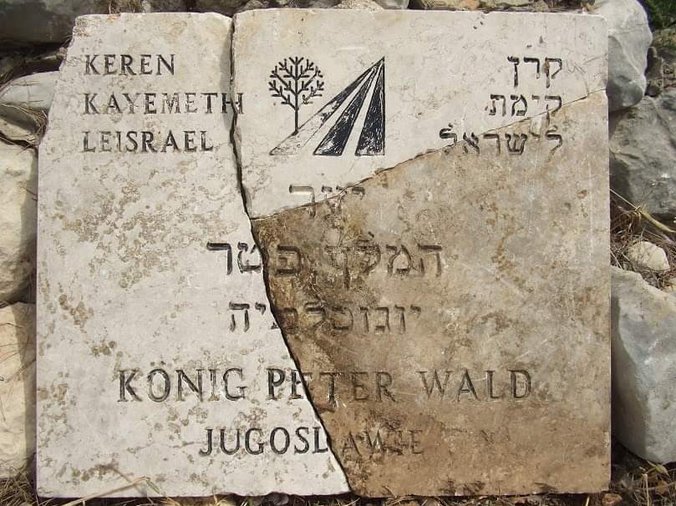 KEREN
KAYEMETH
LEISRAEL
קרן
קימת
לישראל
יער
המלך פטר
יוגוסלביה
KÖNIG PETER WALD
JUGOSLAWIE